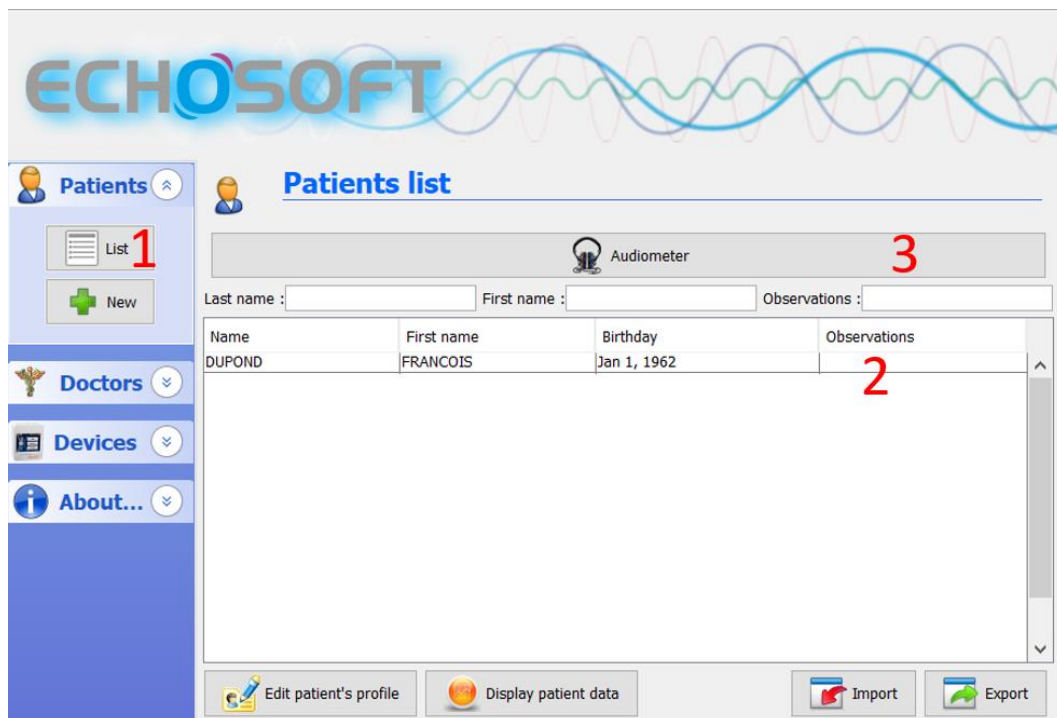 ECHOSOFT
Patients
List 1
New
Doctors
Devices
About...
Patients list
Audiometer 3
Last name : First name : Observations :
Name First name Birthday Observations
DUPOND FRANCOIS Jan 1, 1962
2
Edit patient's profile Display patient data Import Export